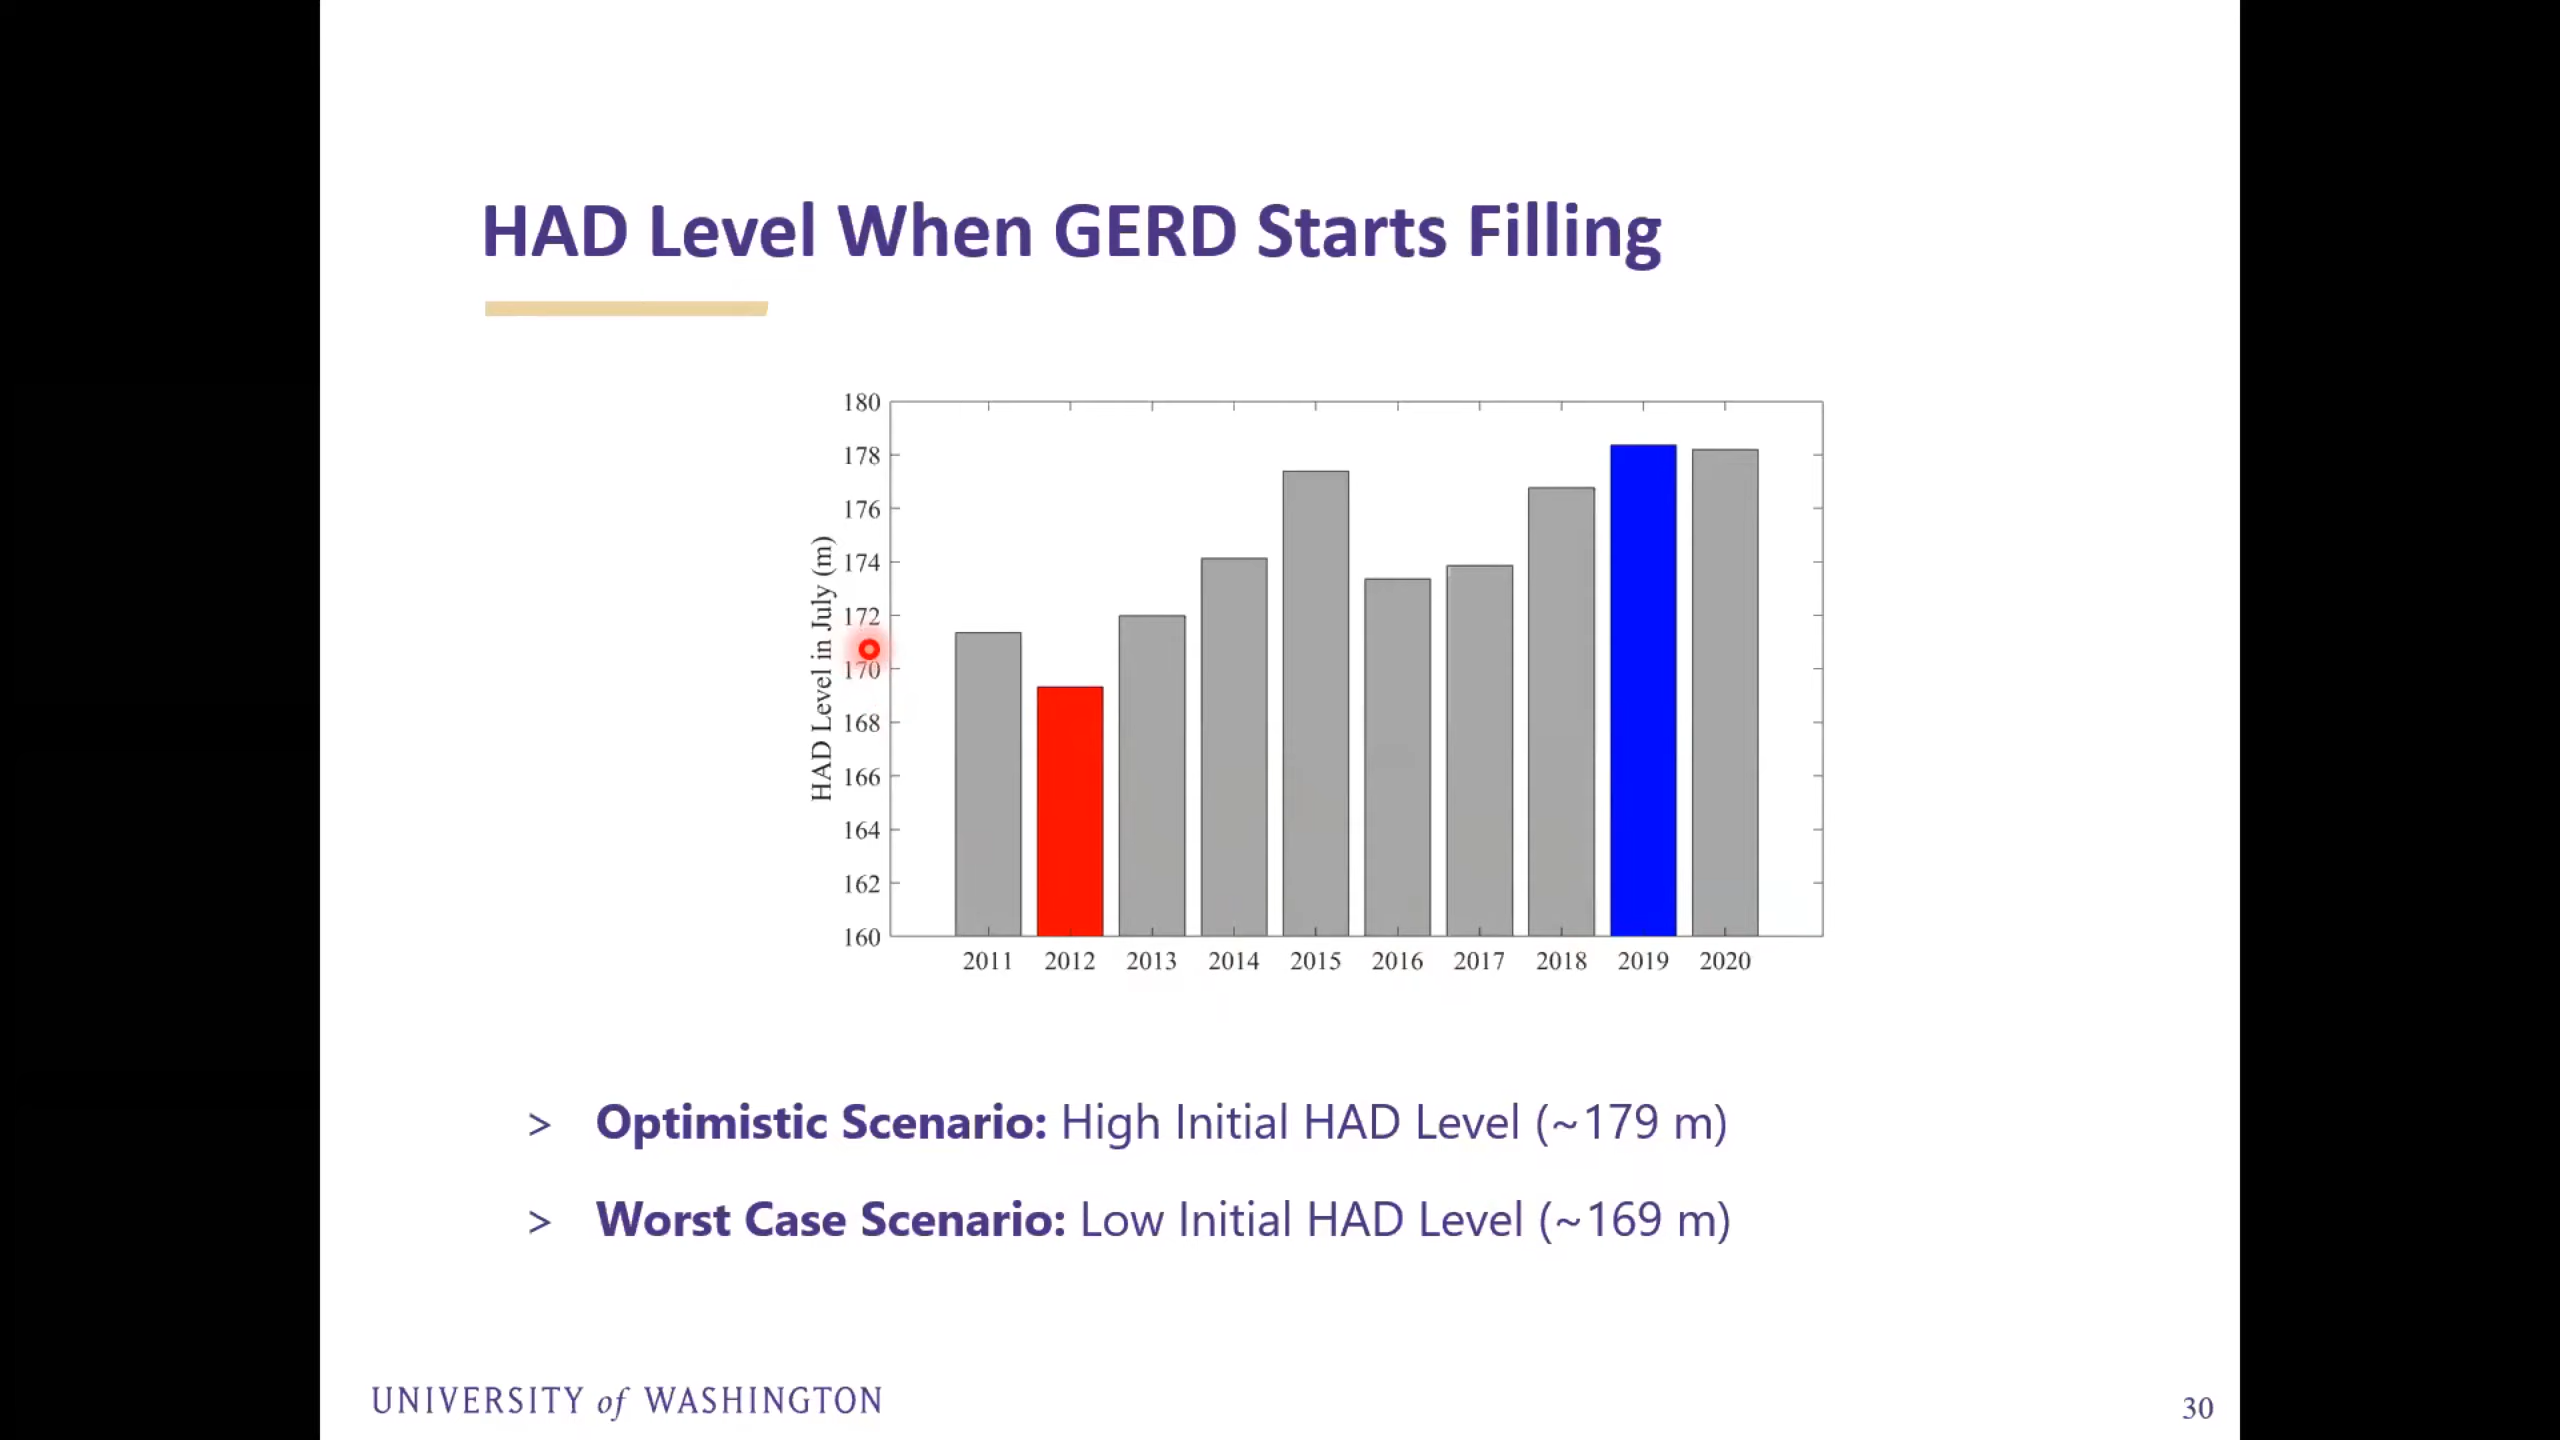 HAD Level When GERD Starts Filling
180
178
176
174
172
170
168
166
164
162
160
HAD Level in July (m)
2011 2012 2013 2014 2015 2016 2017 2018 2019 2020
> Optimistic Scenario: High Initial HAD Level (~179 m)
> Worst Case Scenario: Low Initial HAD Level (~169 m)
UNIVERSITY of WASHINGTON
30